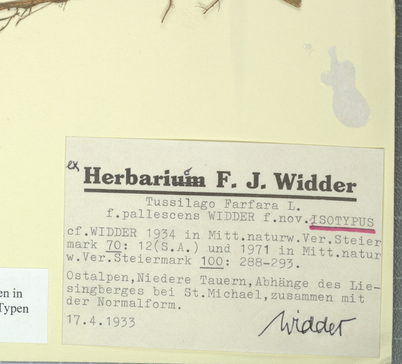 ex
Herbarium F. J. Widder
Tussilago Farfara L.
f.pallescens WIDDER f.nov. ISOTYPUS
cf.WIDDER 1934 in Mitt.naturw.Ver.Steier
mark 70: 12(S.A.) und 1971 in Mitt.natur
w.Ver.Steiermark 100: 288-293.
Ostalpen,Niedere Tauern,Abhänge des Lie-
singberges bei St.Michael,zusammen mit
der Normalform.
17.4.1933
Widder
en in
Typen